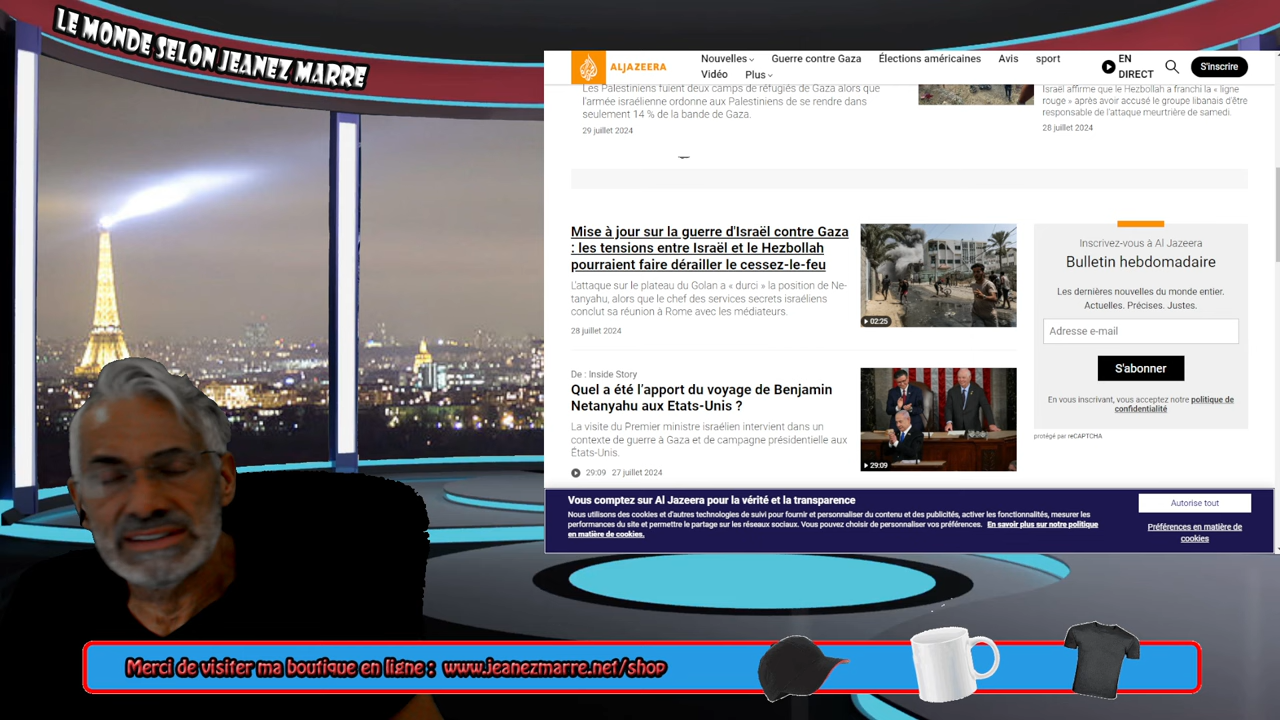 LE MONDE SELON JEANEZ MARRE
ALJAZEERA
Nouvelles
Guerre contre Gaza
Élections américaines
Avis
sport
Vidéo
Plus
EN DIRECT
S'inscrire
Les Palestiniens fuient deux camps de réfugiés de Gaza alors que
l'armée israélienne ordonne aux Palestiniens de se rendre dans
seulement 14 % de la bande de Gaza.
29 juillet 2024
Israël affirme que le Hezbollah a franchi la « ligne
rouge » après avoir accusé le groupe libanais d'être
responsable de l'attaque meurtrière de samedi.
28 juillet 2024
Mise à jour sur la guerre d'Israël contre Gaza
: les tensions entre Israël et le Hezbollah
pourraient faire dérailler le cessez-le-feu
L'attaque sur le plateau du Golan a « durci » la position de Ne-
tanyahu, alors que le chef des services secrets israéliens
conclut sa réunion à Rome avec les médiateurs.
28 juillet 2024
02:25
De : Inside Story
Quel a été l'apport du voyage de Benjamin
Netanyahu aux Etats-Unis ?
La visite du Premier ministre israélien intervient dans un
contexte de guerre à Gaza et de campagne présidentielle aux
États-Unis.
29:09 27 juillet 2024
29:09
Inscrivez-vous à Al Jazeera
Bulletin hebdomadaire
Les dernières nouvelles du monde entier.
Actuelles. Précises. Justes.
Adresse e-mail
S'abonner
En vous inscrivant, vous acceptez notre politique de
confidentialité
protégé par reCAPTCHA
Vous comptez sur Al Jazeera pour la vérité et la transparence
Nous utilisons des cookies et d'autres technologies de suivi pour fournir et personnaliser du contenu et des publicités, activer les fonctionnalités, mesurer les
performances du site et permettre le partage sur les réseaux sociaux. Vous pouvez choisir de personnaliser vos préférences. En savoir plus sur notre politique
en matière de cookies.
Autorise tout
Préférences en matière de
cookies
Merci de visiter ma boutique en ligne : www.jeanezmarre.net/shop